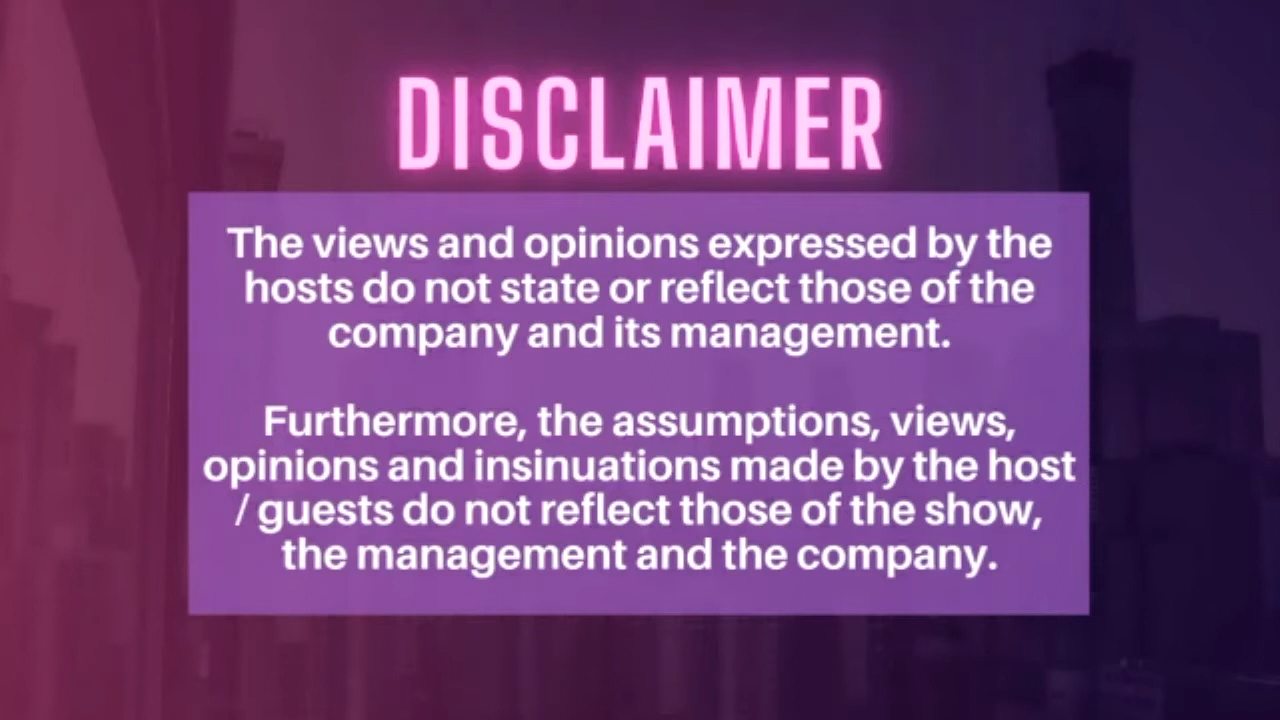 DISCLAIMER
The views and opinions expressed by the
hosts do not state or reflect those of the
company and its management.
Furthermore, the assumptions, views,
opinions and insinuations made by the host
/ guests do not reflect those of the show,
the management and the company.